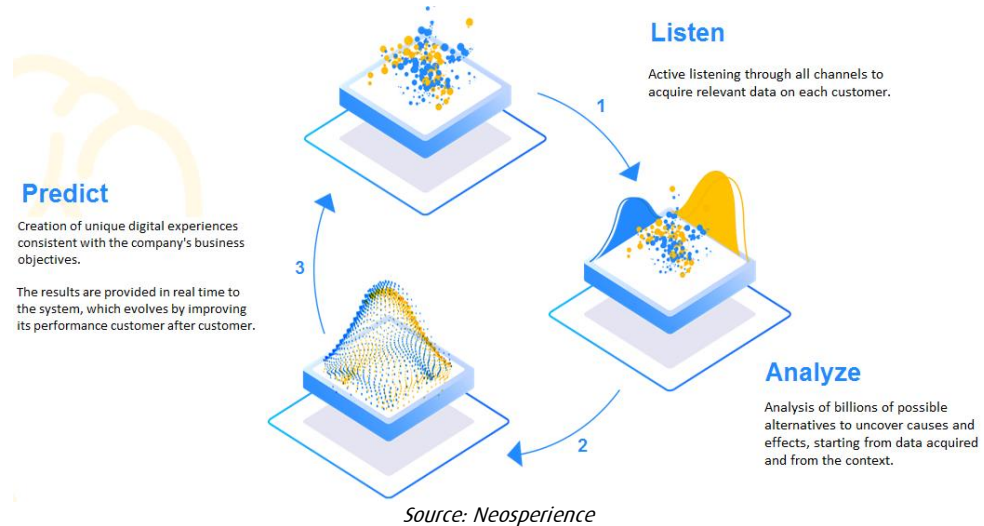 Listen
Active listening through all channels to
acquire relevant data on each customer.
1
Predict
Creation of unique digital experiences
consistent with the company's business
objectives.
The results are provided in real time to
the system, which evolves by improving
its performance customer after customer.
3
Analyze
Analysis of billions of possible
alternatives to uncover causes and
effects, starting from data acquired
and from the context.
2
Source: Neosperience